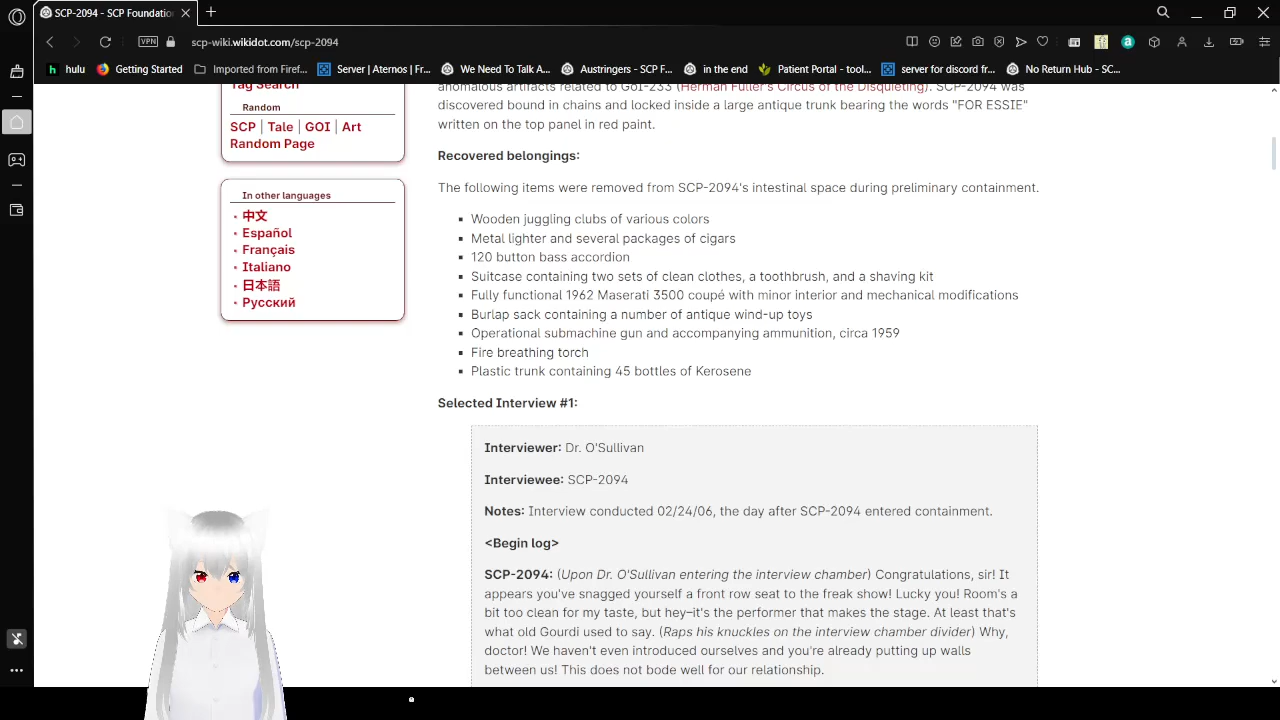 SCP-2094 - SCP Foundatio
VPN
scp-wiki.wikidot.com/scp-2094
hulu
Getting Started
Imported from Firef...
Server | Aternos | Fr...
We Need To Talk A...
Austringers - SCP F...
in the end
Patient Portal - tool...
server for discord fr...
No Return Hub - SC...
Tag Search
Random
SCP | Tale | GOI | Art
Random Page
In other languages
中文
Español
Français
Italiano
日本語
Русский
anomalous artifacts related to GoI-233 (Herman Fuller's Circus of the Disquieting). SCP-2094 was
discovered bound in chains and locked inside a large antique trunk bearing the words "FOR ESSIE"
written on the top panel in red paint.
Recovered belongings:
The following items were removed from SCP-2094's intestinal space during preliminary containment.
Wooden juggling clubs of various colors
Metal lighter and several packages of cigars
120 button bass accordion
Suitcase containing two sets of clean clothes, a toothbrush, and a shaving kit
Fully functional 1962 Maserati 3500 coupé with minor interior and mechanical modifications
Burlap sack containing a number of antique wind-up toys
Operational submachine gun and accompanying ammunition, circa 1959
Fire breathing torch
Plastic trunk containing 45 bottles of Kerosene
Selected Interview #1:
Interviewer: Dr. O'Sullivan
Interviewee: SCP-2094
Notes: Interview conducted 02/24/06, the day after SCP-2094 entered containment.
<Begin log>
SCP-2094: (Upon Dr. O'Sullivan entering the interview chamber) Congratulations, sir! It
appears you've snagged yourself a front row seat to the freak show! Lucky you! Room's a
bit too clean for my taste, but hey—it's the performer that makes the stage. At least that's
what old Gourdi used to say. (Raps his knuckles on the interview chamber divider) Why,
doctor! We haven't even introduced ourselves and you're already putting up walls
between us! This does not bode well for our relationship.